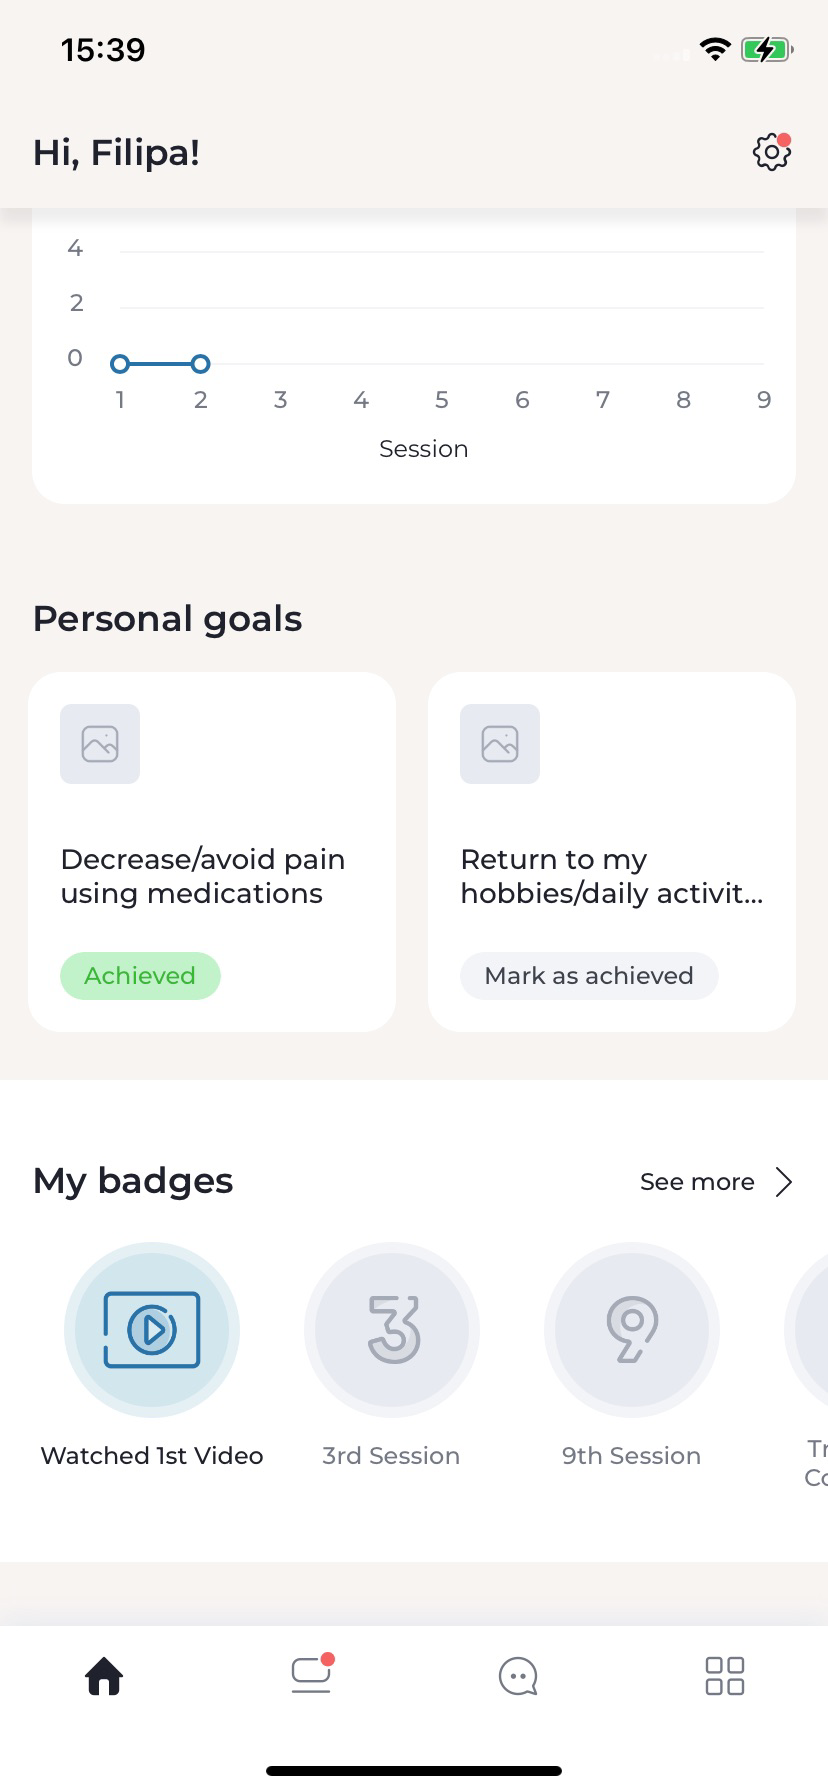 15:39
Hi, Filipa!
4
2
0
1 2 3 4 5 6 7 8 9
Session
Personal goals
Decrease/avoid pain
using medications
Achieved
Return to my
hobbies/daily activit...
Mark as achieved
My badges
See more
3 9
Watched 1st Video
3rd Session
9th Session